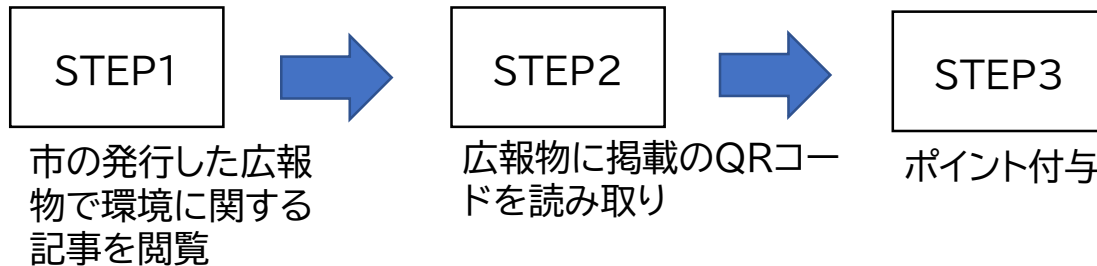 STEP1
STEP2
STEP3
市の発行した広報
物で環境に関する
記事を閲覧
広報物に掲載のQRコー
ドを読み取り
ポイント付与